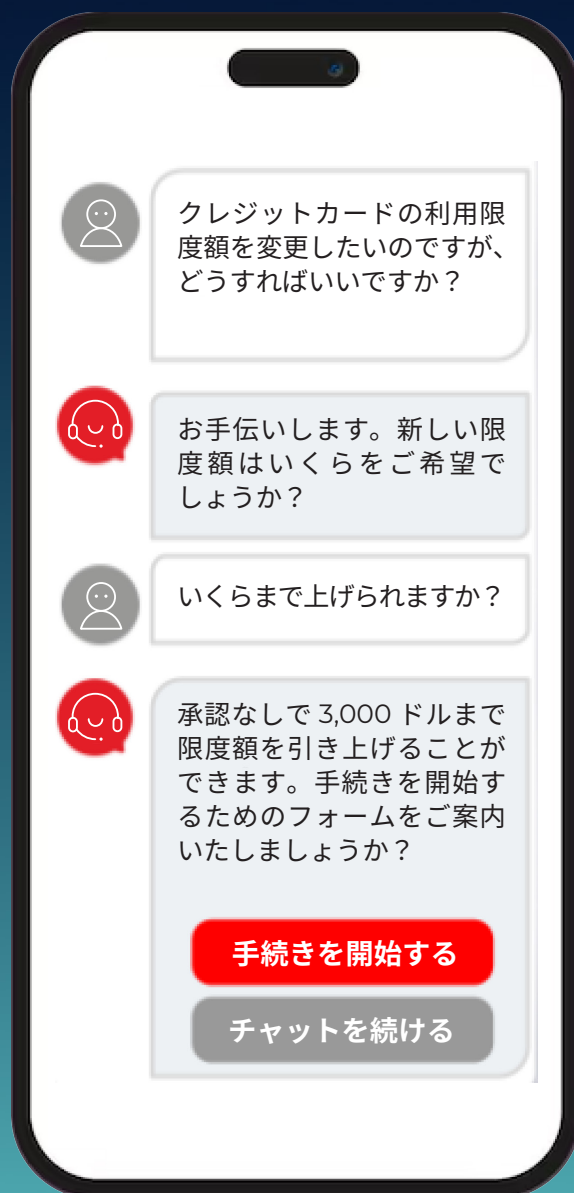 クレジットカードの利用限
度額を変更したいのですが、
どうすればいいですか？
お手伝いします。新しい限
度額はいくらをご希望で
しょうか？
いくらまで上げられますか？
承認なしで 3,000 ドルまで
限度額を引き上げることが
できます。手続きを開始す
るためのフォームをご案内
いたしましょうか？
手続きを開始する
チャットを続ける